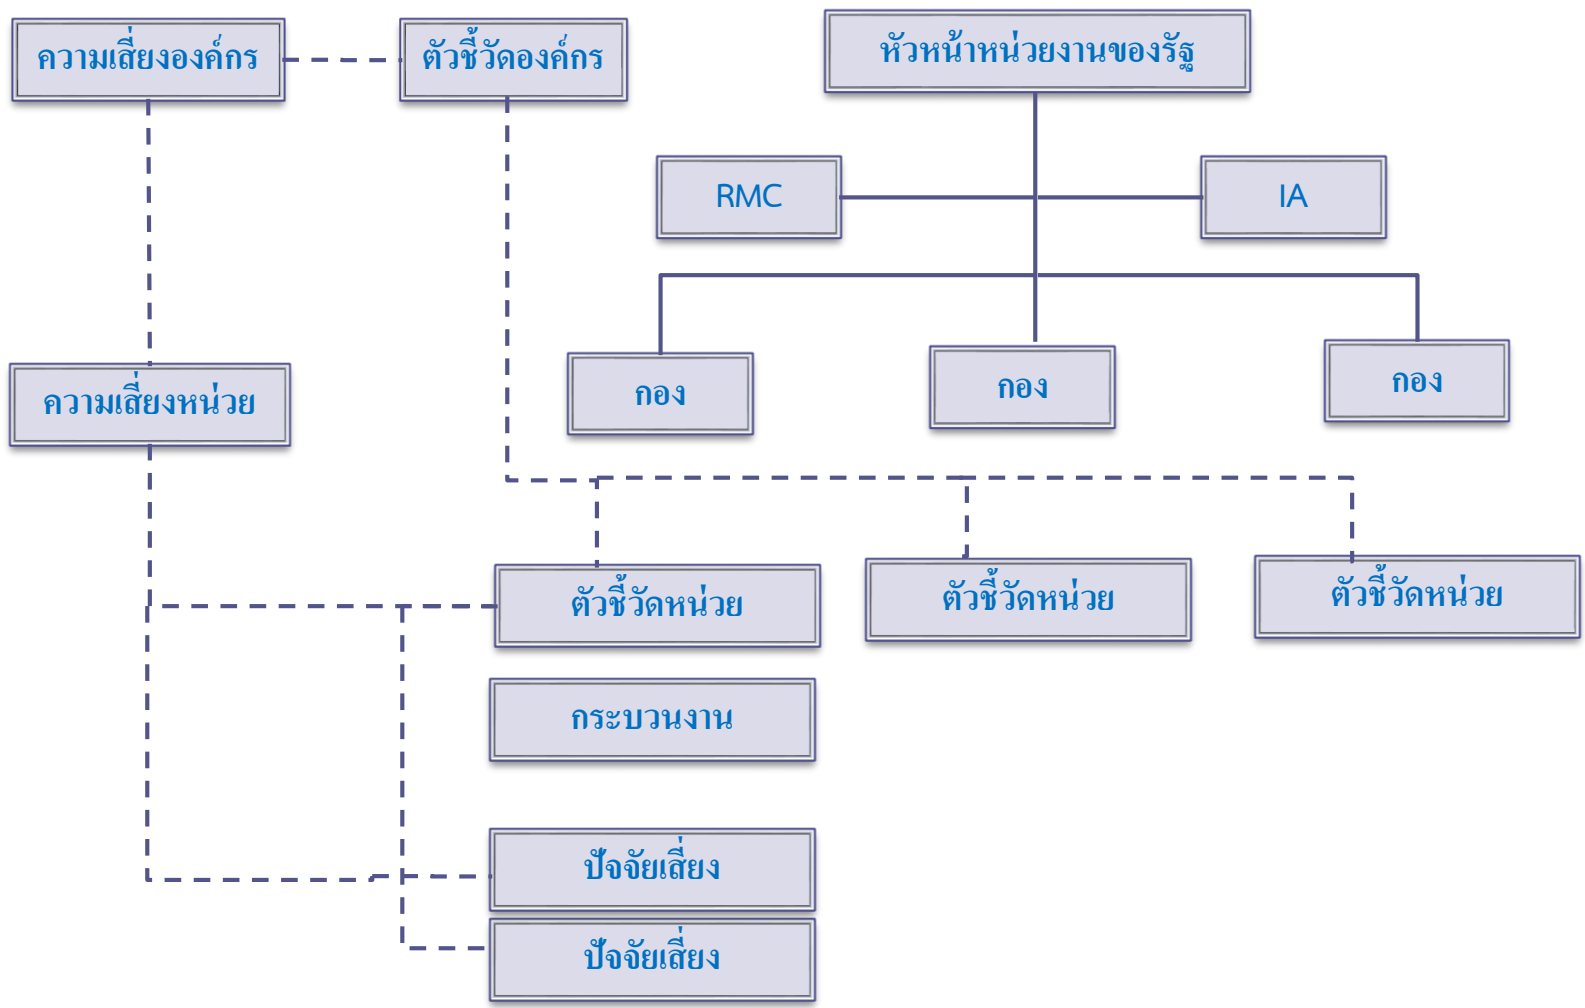 ความเสี่ยงองค์กร
ตัวชี้วัดองค์กร
หัวหน้าหน่วยงานของรัฐ
RMC
IA
ความเสี่ยงหน่วย
กอง
กอง
กอง
ตัวชี้วัดหน่วย
ตัวชี้วัดหน่วย
ตัวชี้วัดหน่วย
กระบวนงาน
ปัจจัยเสี่ยง
ปัจจัยเสี่ยง